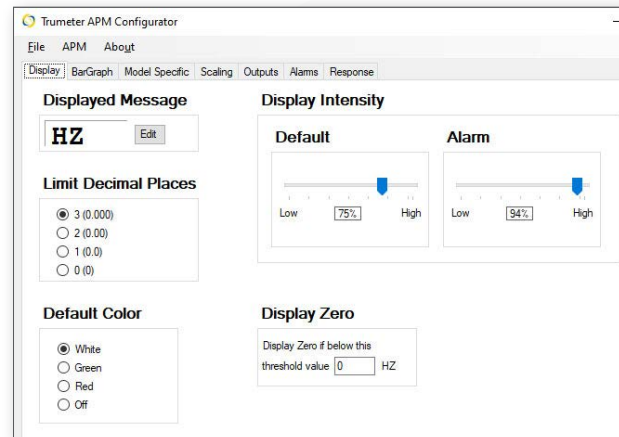 Trumeter APM Configurator
File APM About
Display BarGraph Model Specific Scaling Outputs Alarms Response
Displayed Message
HZ Edit
Limit Decimal Places
3 (0.000)
2 (0.00)
1 (0.0)
0 (0)
Default Color
White
Green
Red
Off
Display Intensity
Default
Low 75% High
Alarm
Low 94% High
Display Zero
Display Zero if below this
threshold value 0 HZ